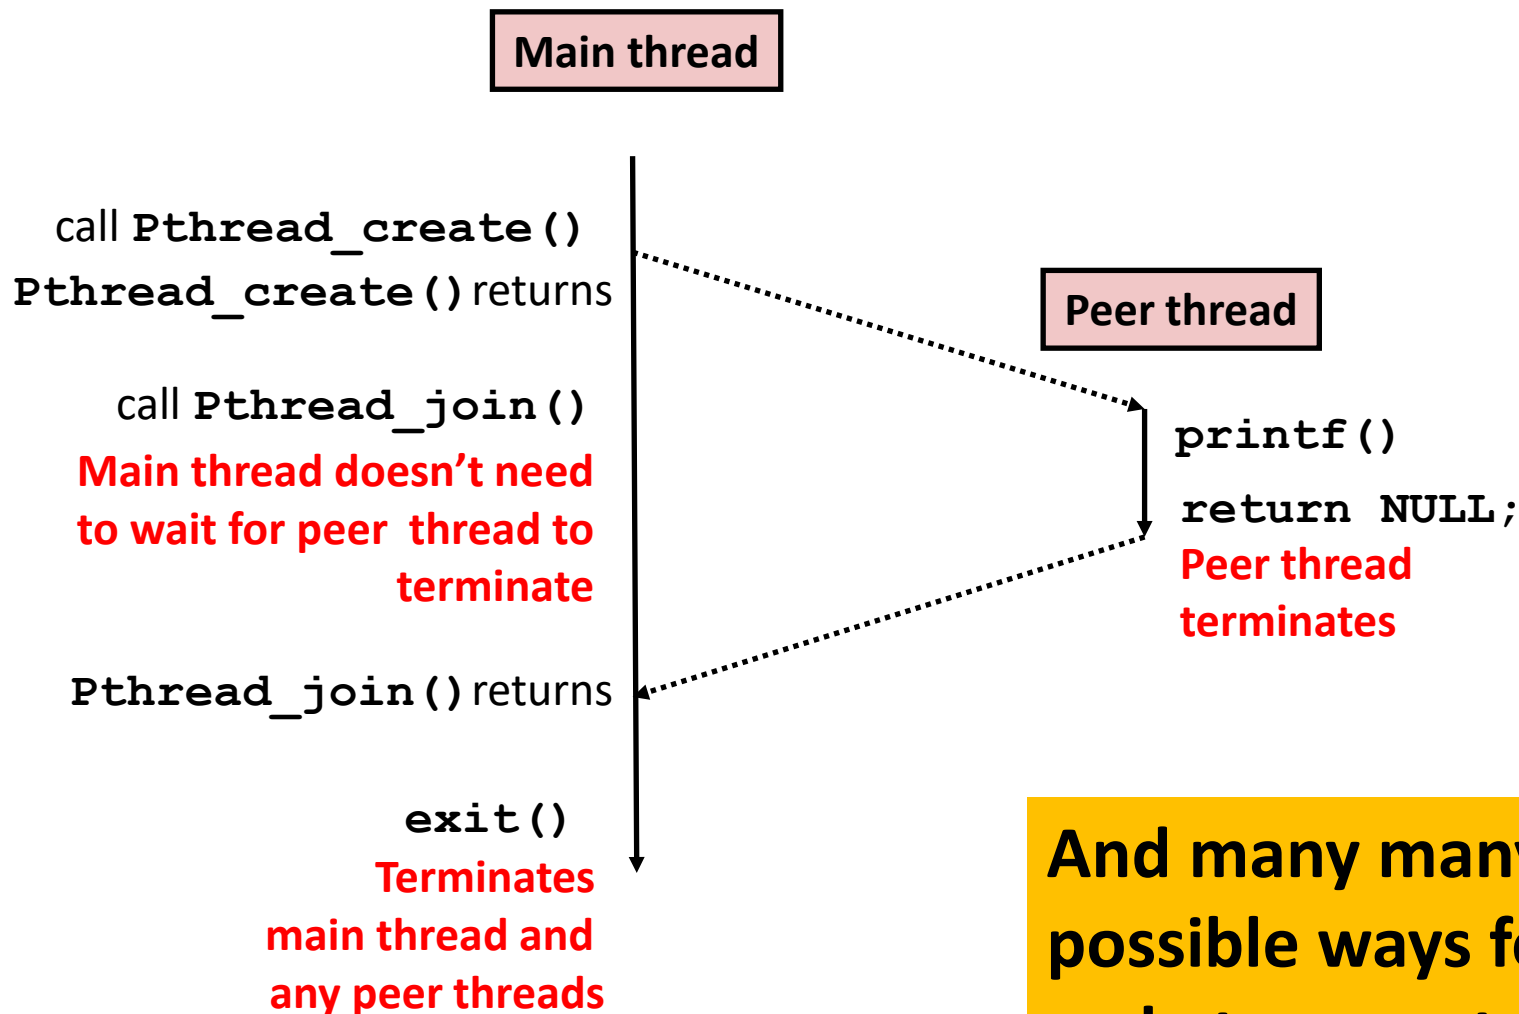 Main thread
call Pthread_create()
Pthread_create() returns
Peer thread
call Pthread_join()
Main thread doesn’t need
to wait for peer thread to
terminate
printf()
return NULL;
Peer thread
terminates
Pthread_join() returns
exit()
Terminates
main thread and
any peer threads
And many many
possible ways